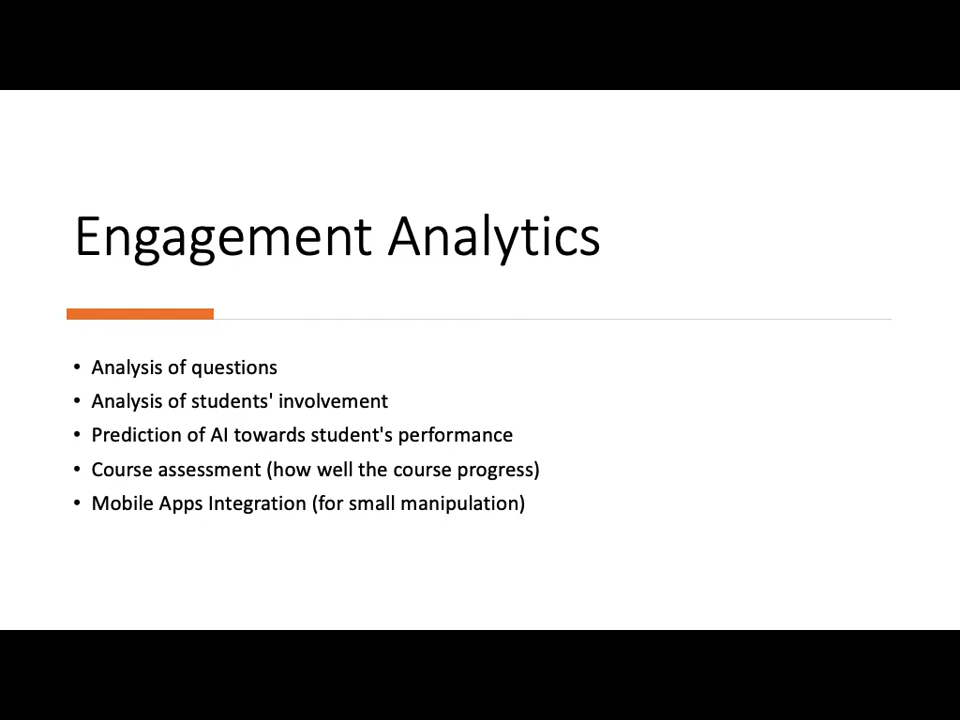 Engagement Analytics
• Analysis of questions
• Analysis of students' involvement
• Prediction of AI towards student's performance
• Course assessment (how well the course progress)
• Mobile Apps Integration (for small manipulation)